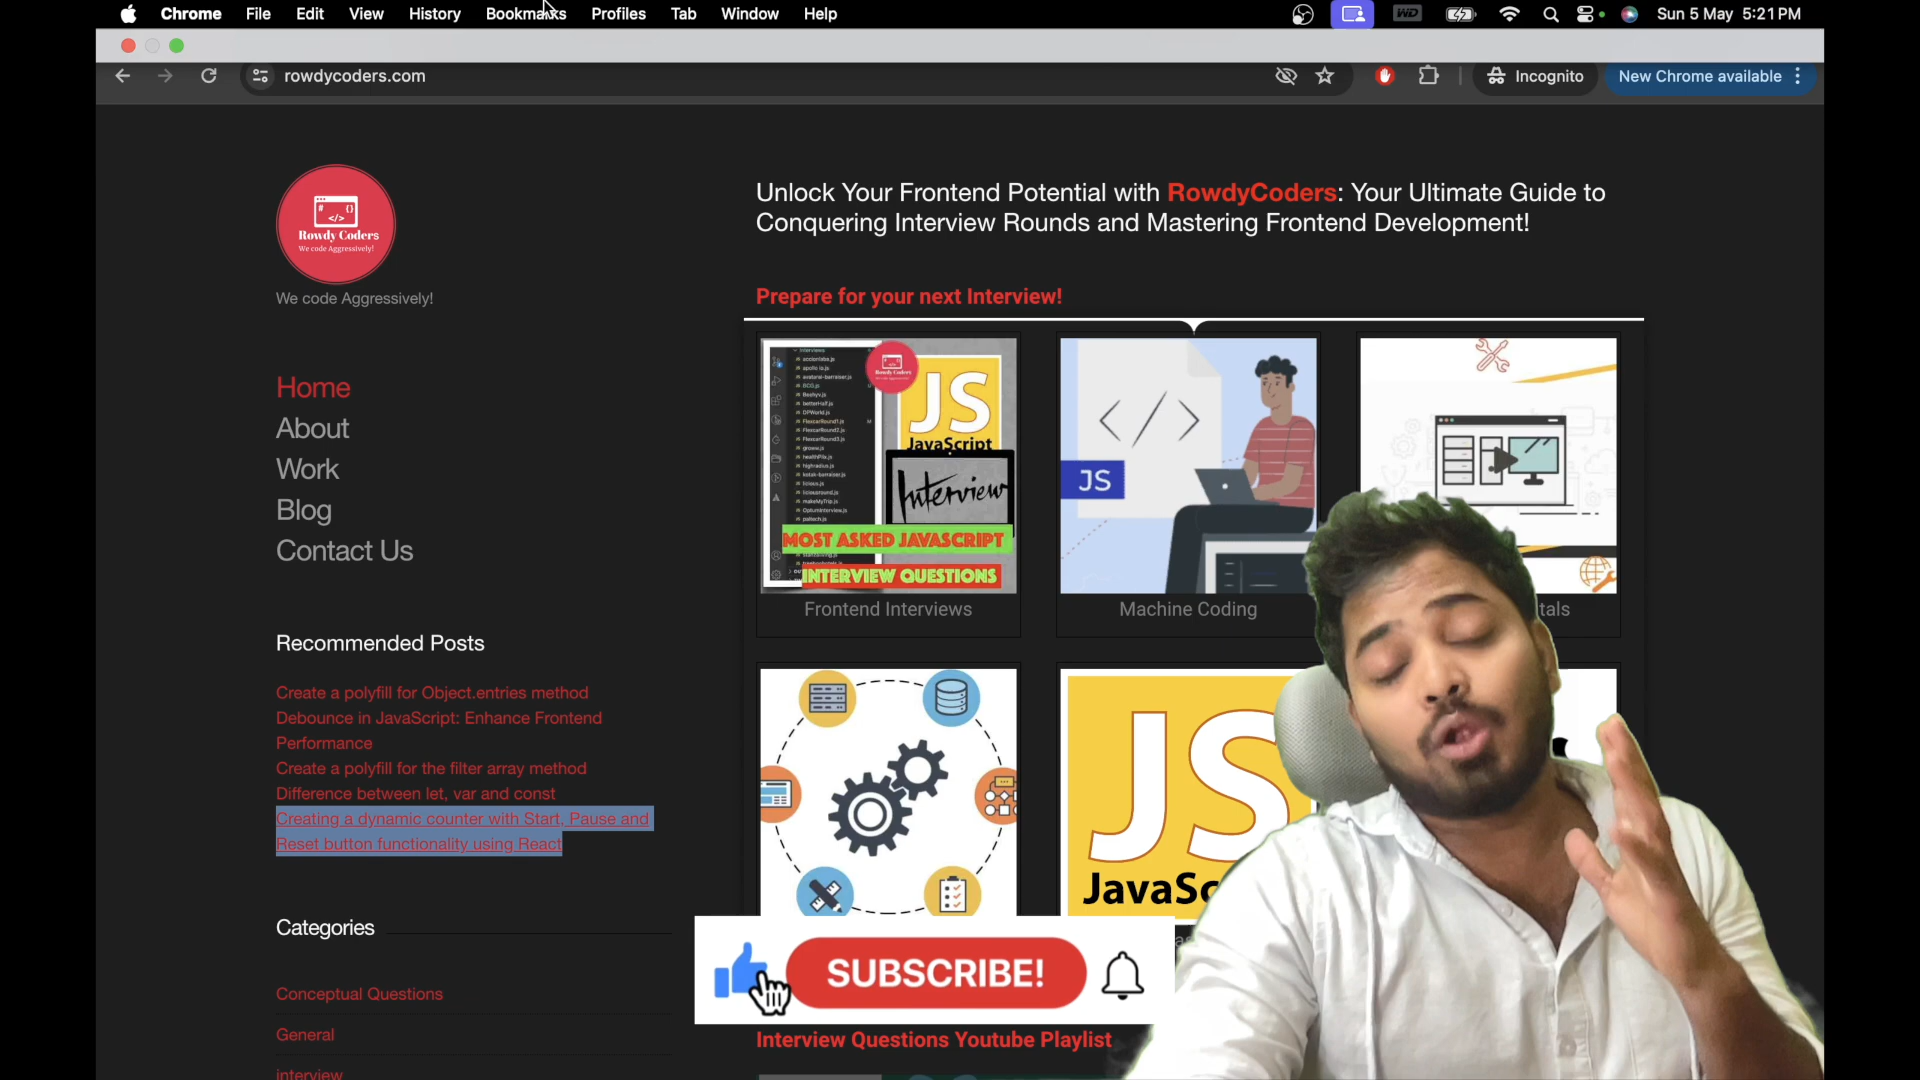 Chrome File Edit View History Bookmarks Profiles Tab Window Help
WD
Sun 5 May 5:21 PM
rowdycoders.com
Incognito
New Chrome available
# {}
</>
Rowdy Coders
We code Aggressively!
We code Aggressively!
Home
About
Work
Blog
Contact Us
Recommended Posts
Create a polyfill for Object.entries method
Debounce in JavaScript: Enhance Frontend
Performance
Create a polyfill for the filter array method
Difference between let, var and const
Creating a dynamic counter with Start, Pause and
Reset button functionality using React
Categories
Conceptual Questions
General
interview
Unlock Your Frontend Potential with RowdyCoders: Your Ultimate Guide to
Conquering Interview Rounds and Mastering Frontend Development!
Prepare for your next Interview!
Rowdy Coders
JS
JavaScript
Interview
MOST ASKED JAVASCRIPT
INTERVIEW QUESTIONS
Frontend Interviews
</>
JS
Machine Coding
tals
JS
JavaSc
SUBSCRIBE!
Interview Questions Youtube Playlist